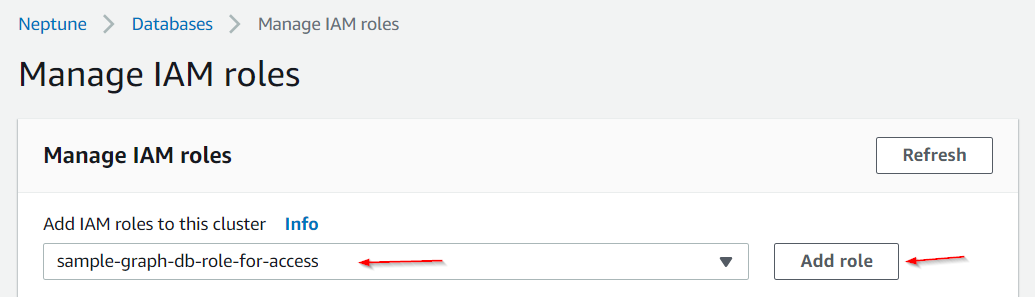 Neptune > Databases > Manage IAM roles
Manage IAM roles
Manage IAM roles
Refresh
Add IAM roles to this cluster Info
sample-graph-db-role-for-access
Add role